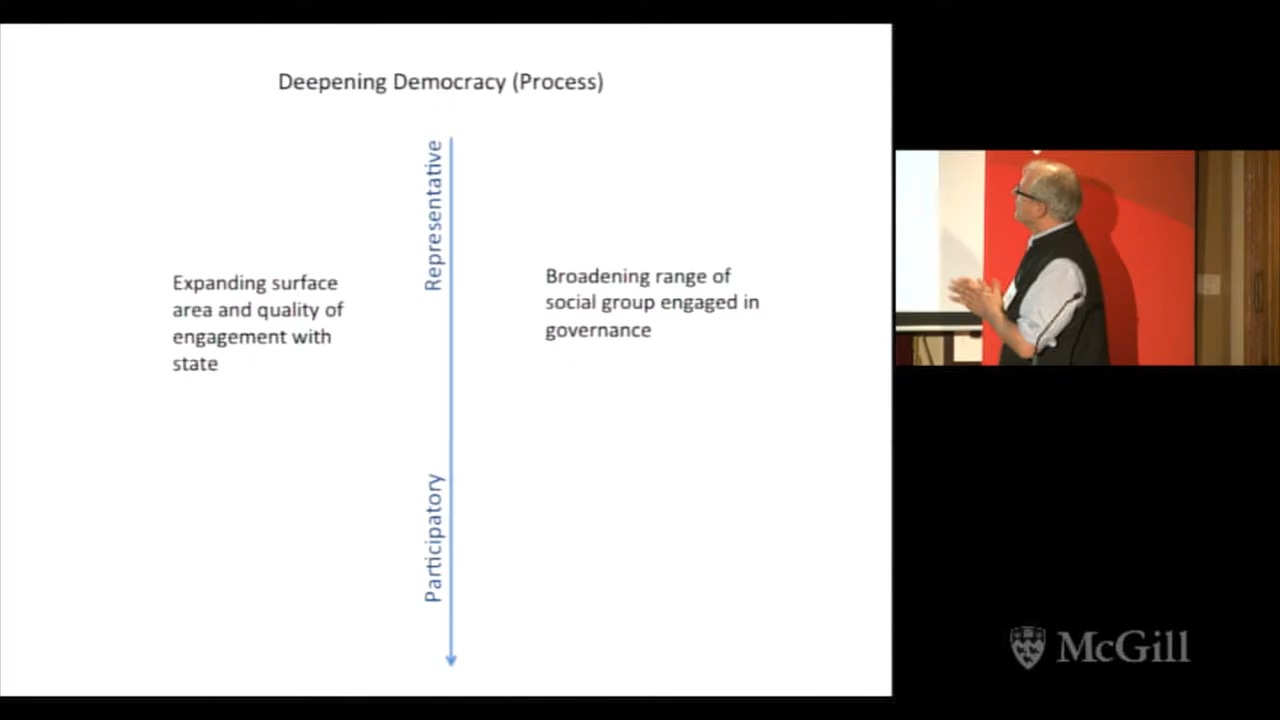 Deepening Democracy (Process)
Representative
Expanding surface
area and quality of
engagement with
state
Broadening range of
social group engaged in
governance
Participatory
McGill